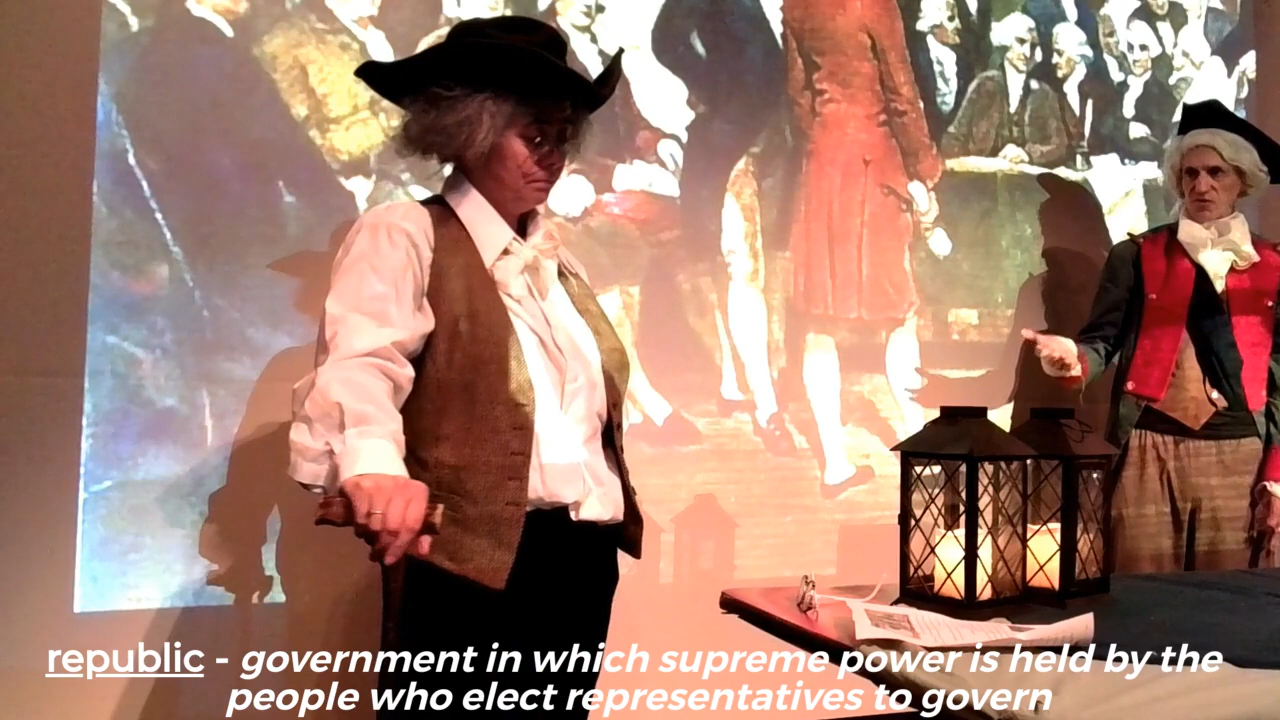 republic - government in which supreme power is held by the
people who elect representatives to govern